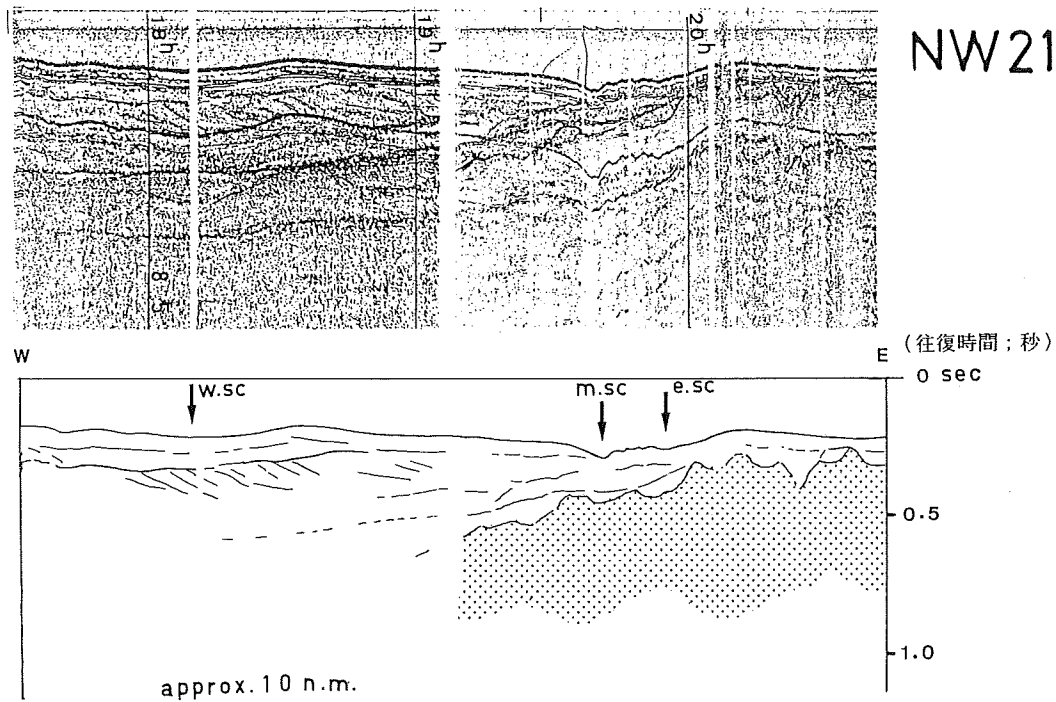 NW21
18h
19h
20h
85
W
E
(往復時間；秒)
0 sec
w.sc
m.sc
e.sc
0.5
1.0
approx.10 n.m.